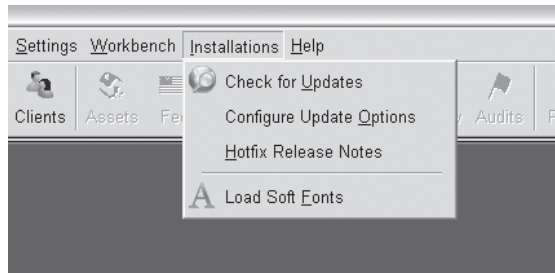 Settings Workbench Installations Help
Check for Updates
Configure Update Options
Hotfix Release Notes
Load Soft Fonts
Clients Assets Audits